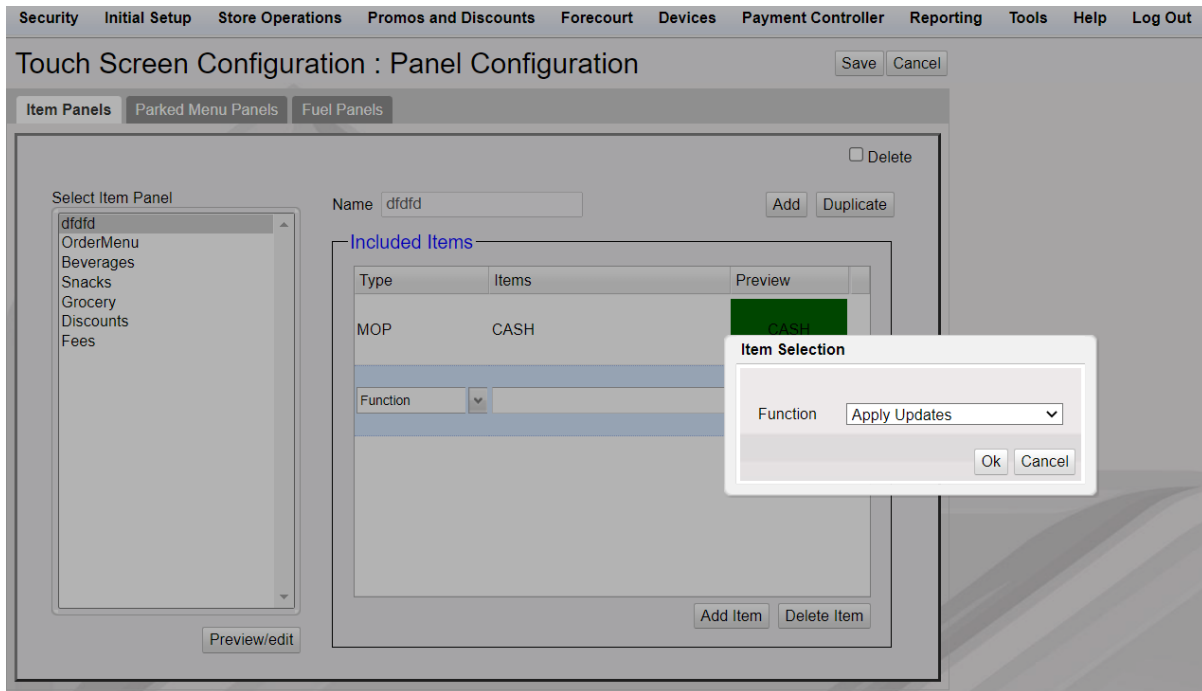 Security Initial Setup Store Operations Promos and Discounts Forecourt Devices Payment Controller Reporting Tools Help Log Out
Touch Screen Configuration : Panel Configuration Save Cancel
Item Panels Parked Menu Panels Fuel Panels
Delete
Select Item Panel
dfdfd
OrderMenu
Beverages
Snacks
Grocery
Discounts
Fees
Preview/edit
Name dfdfd Add Duplicate
Included Items
Type Items Preview
MOP CASH CASH
Function
Add Item Delete Item
Item Selection
Function Apply Updates
Ok Cancel